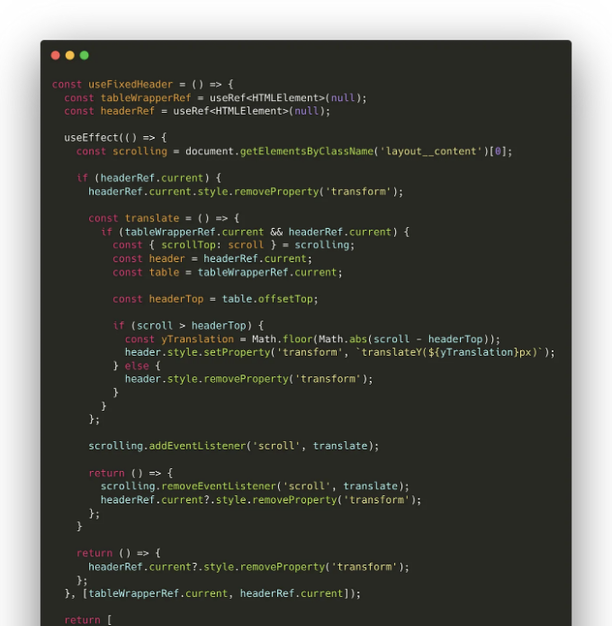 const useFixedHeader = () => {
const tableWrapperRef = useRef<HTMLElement>(null);
const headerRef = useRef<HTMLElement>(null);
useEffect(() => {
const scrolling = document.getElementsByClassName('layout__content')[0];
if (headerRef.current) {
headerRef.current.style.removeProperty('transform');
const translate = () => {
if (tableWrapperRef.current && headerRef.current) {
const { scrollTop: scroll } = scrolling;
const header = headerRef.current;
const table = tableWrapperRef.current;
const headerTop = table.offsetTop;
if (scroll > headerTop) {
const yTranslation = Math.floor(Math.abs(scroll - headerTop));
header.style.setProperty('transform', `translateY(${yTranslation}px)`);
} else {
header.style.removeProperty('transform');
}
}
};
scrolling.addEventListener('scroll', translate);
return () => {
scrolling.removeEventListener('scroll', translate);
headerRef.current?.style.removeProperty('transform');
};
}
return () => {
headerRef.current?.style.removeProperty('transform');
};
}, [tableWrapperRef.current, headerRef.current]);
return [